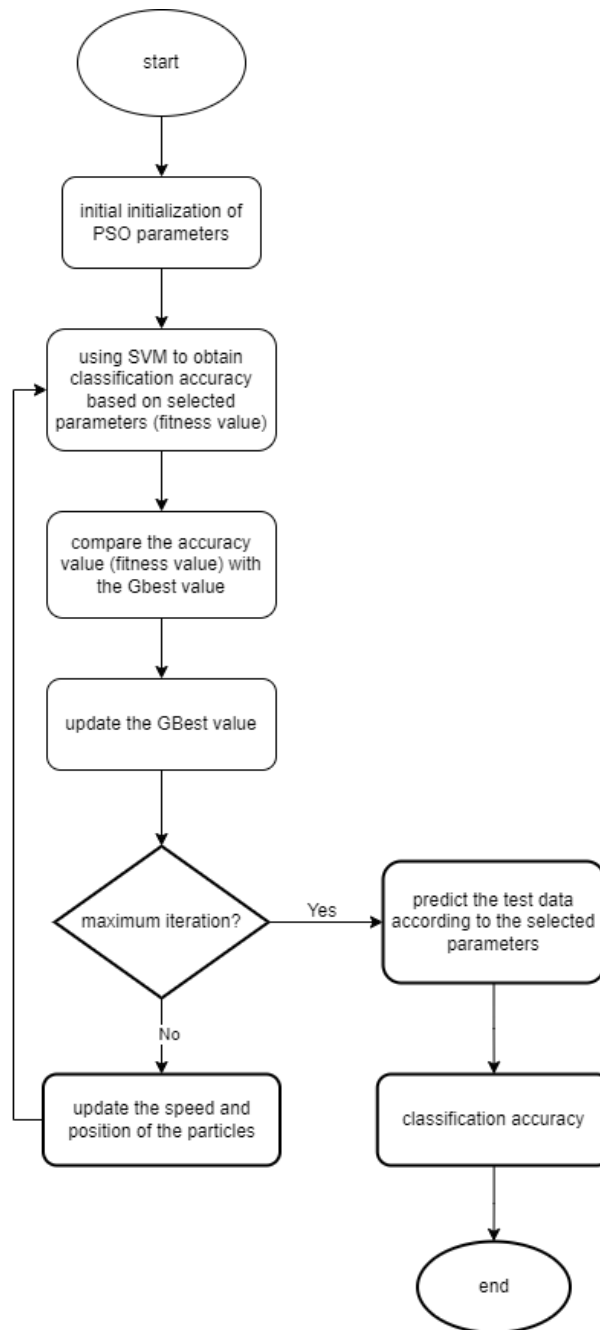 start
initial initialization of
PSO parameters
using SVM to obtain
classification accuracy
based on selected
parameters (fitness value)
compare the accuracy
value (fitness value) with
the Gbest value
update the GBest value
maximum iteration?
Yes
predict the test data
according to the selected
parameters
No
update the speed and
position of the particles
classification accuracy
end